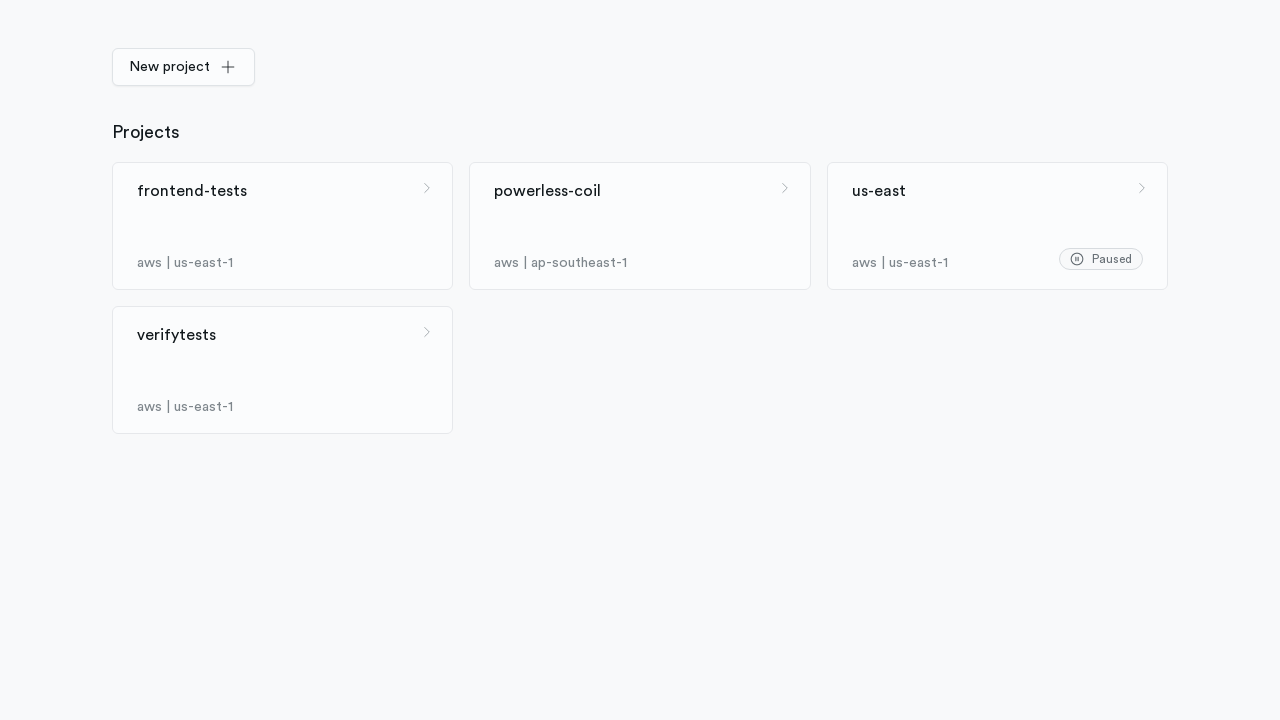 New project
Projects
frontend-tests
aws | us-east-1
powerless-coil
aws | ap-southeast-1
us-east
aws | us-east-1
Paused
verifytests
aws | us-east-1